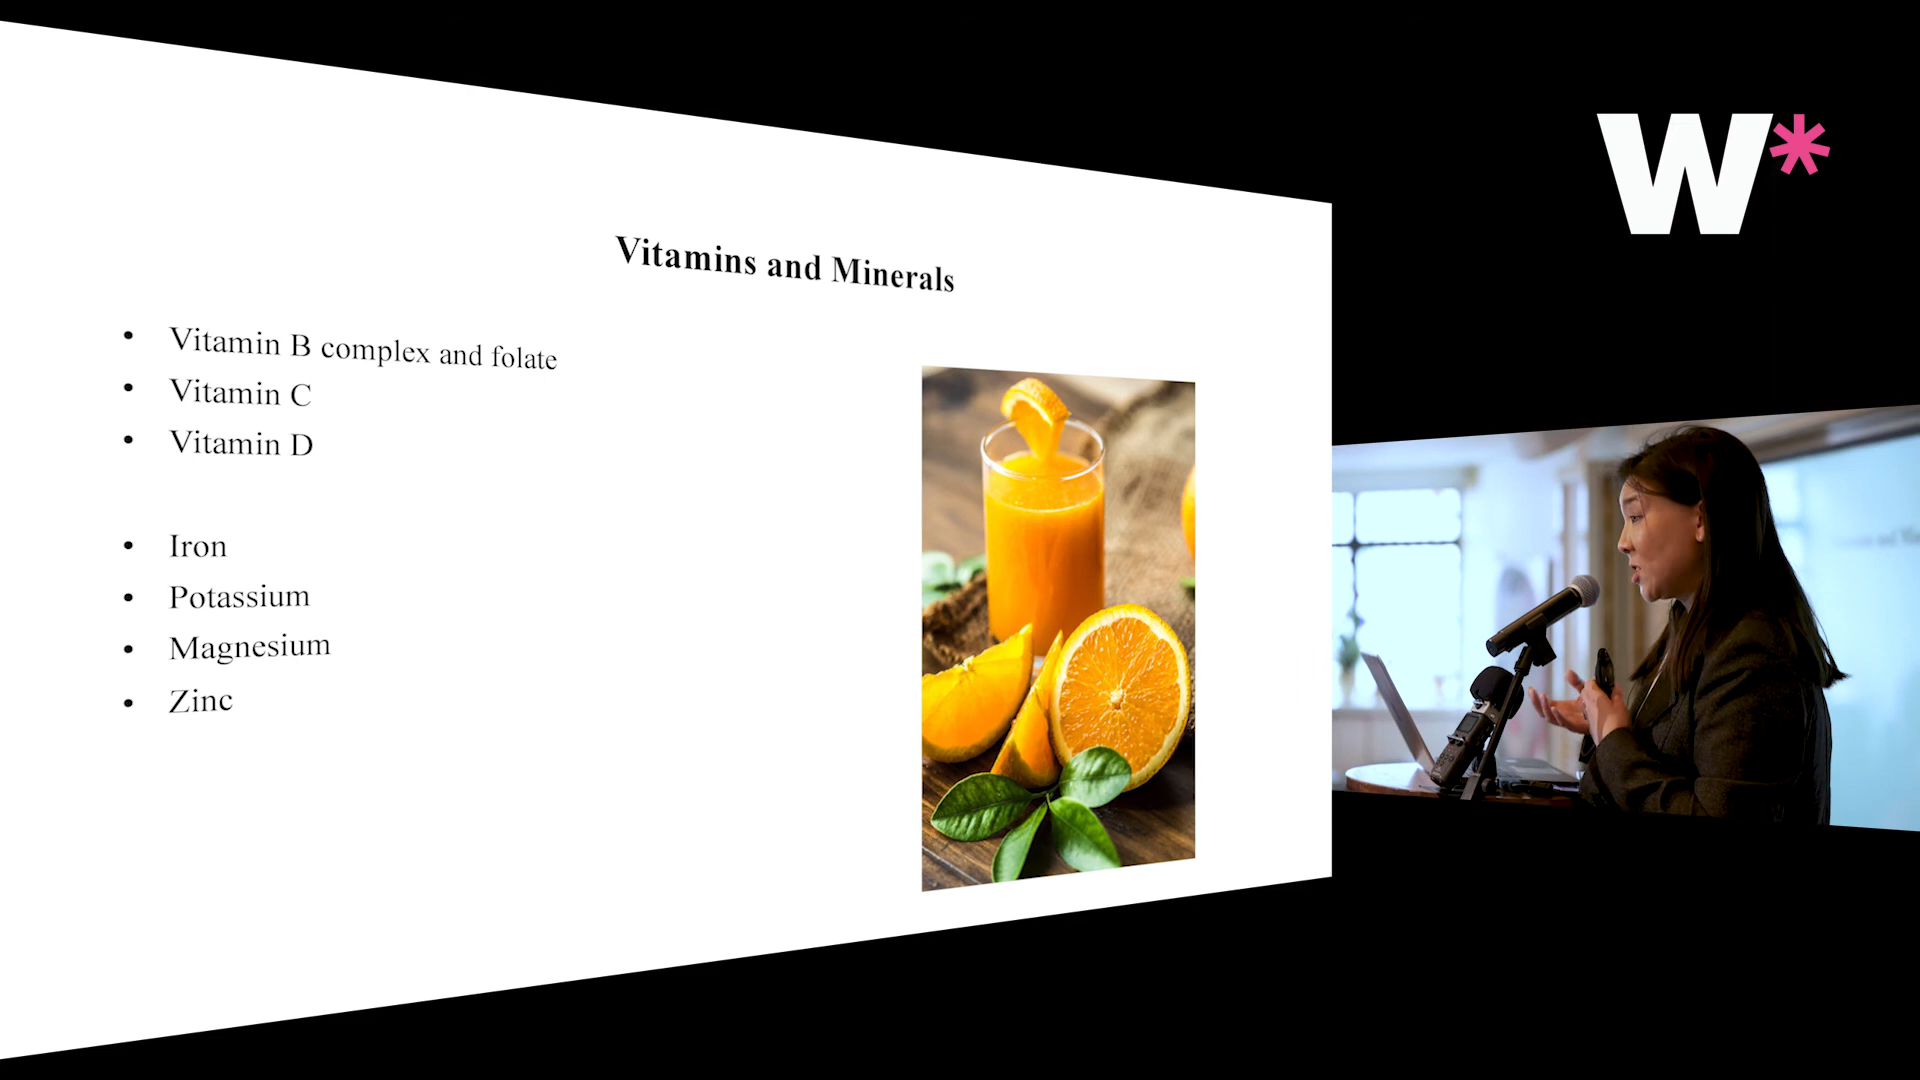 Vitamins and Minerals
• Vitamin B complex and folate
• Vitamin C
• Vitamin D
• Iron
• Potassium
• Magnesium
• Zinc
W*